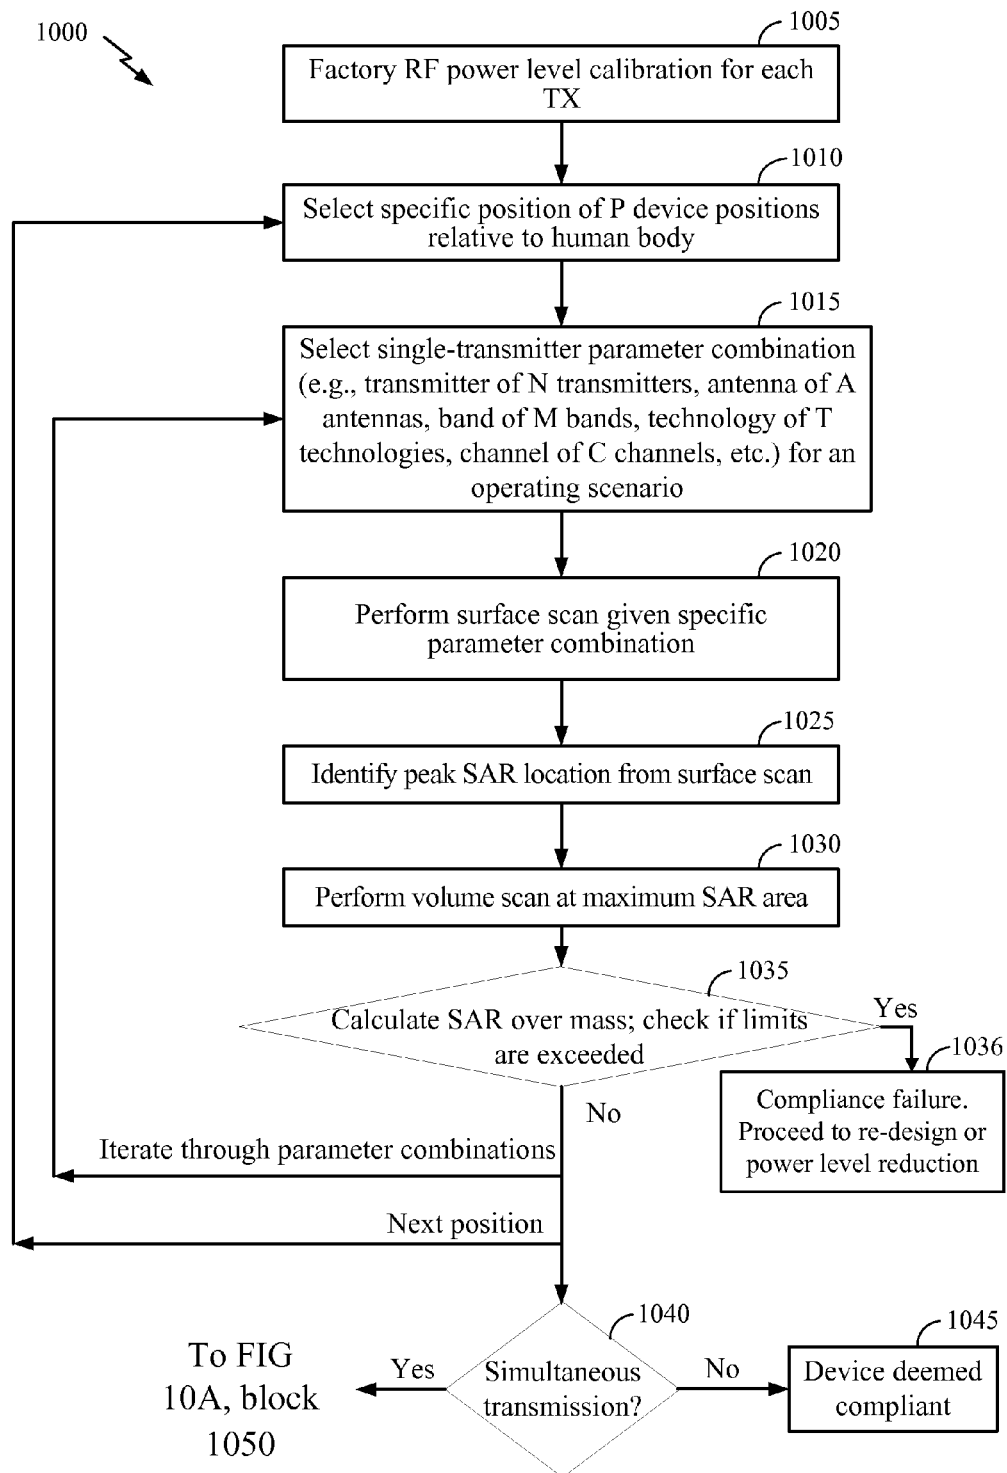 1000
1005
Factory RF power level calibration for each
TX
1010
Select specific position of P device positions
relative to human body
1015
Select single-transmitter parameter combination
(e.g., transmitter of N transmitters, antenna of A
antennas, band of M bands, technology of T
technologies, channel of C channels, etc.) for an
operating scenario
1020
Perform surface scan given specific
parameter combination
1025
Identify peak SAR location from surface scan
1030
Perform volume scan at maximum SAR area
1035
Calculate SAR over mass; check if limits
are exceeded
Yes
1036
Compliance failure.
Proceed to re-design or
power level reduction
No
Iterate through parameter combinations
Next position
1040
Simultaneous
transmission?
Yes
To FIG
10A, block
1050
No
1045
Device deemed
compliant